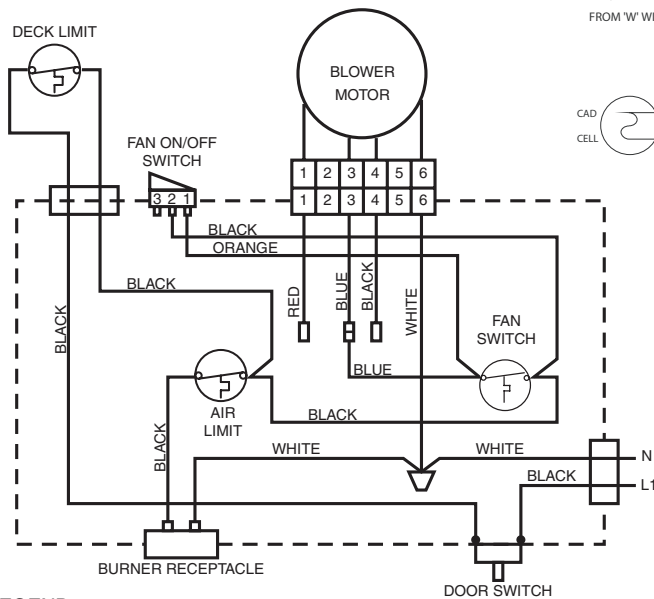 DECK LIMIT
FROM 'W' WI
BLOWER
MOTOR
CAD
CELL
FAN ON/OFF
SWITCH
3 2 1
1 2 3 4 5 6
1 2 3 4 5 6
BLACK
ORANGE
BLACK
BLACK
RED
BLUE
BLACK
WHITE
FAN
SWITCH
BLUE
AIR
LIMIT
BLACK
BLACK
WHITE
WHITE
N
BLACK
L1
BURNER RECEPTACLE
DOOR SWITCH